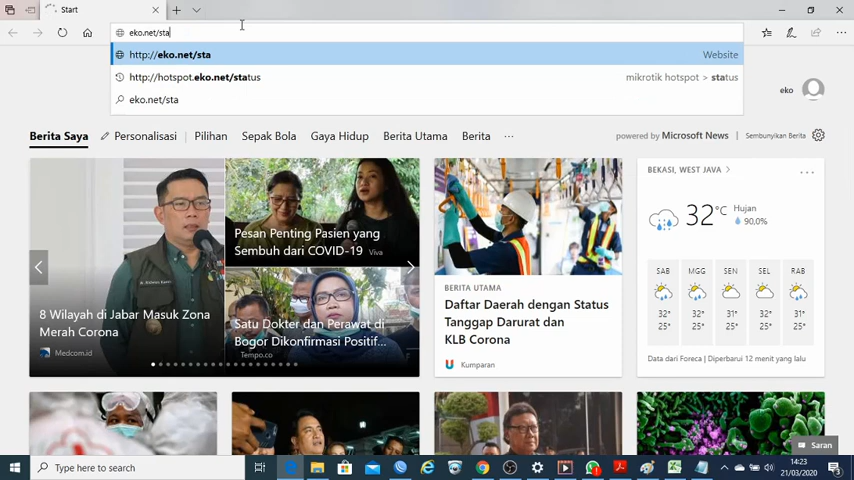 Start
eko.net/sta
http://eko.net/sta
Website
http://hotspot.eko.net/status
mikrotik hotspot > status
eko.net/sta
eko
Berita Saya
Personalisasi
Pilihan
Sepak Bola
Gaya Hidup
Berita Utama
Berita
...
powered by Microsoft News
Sembunyikan Berita
8 Wilayah di Jabar Masuk Zona
Merah Corona
Medcom.id
Pesan Penting Pasien yang
Sembuh dari COVID-19 Viva
Satu Dokter dan Perawat di
Bogor Dikonfirmasi Positif...
Tempo.co
BERITA UTAMA
Daftar Daerah dengan Status
Tanggap Darurat dan
KLB Corona
Kumparan
BEKASI, WEST JAVA >
32°C
Hujan
90,0%
SAB MGG SEN SEL RAB
32° 32° 31° 32° 31°
25° 25° 25° 25° 25°
Data dari Foreca | Diperbarui 12 menit yang lalu
Saran
Type here to search
14:23
21/03/2020
3